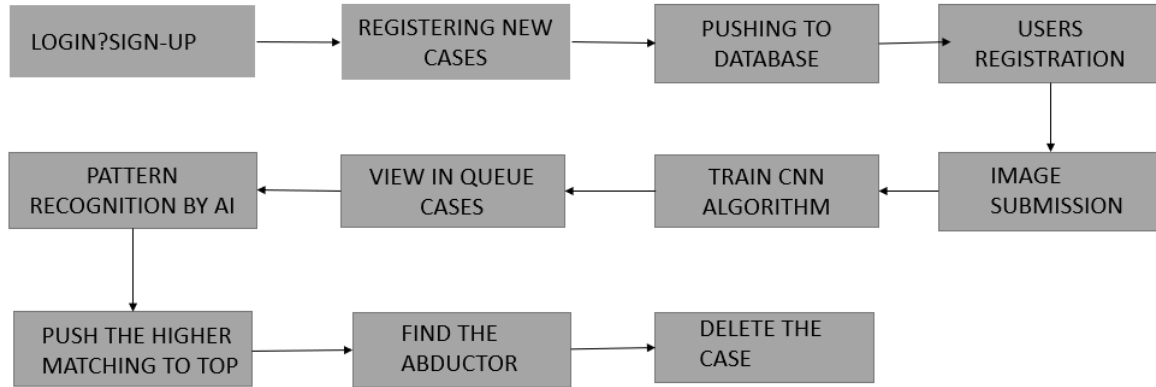 LOGIN?SIGN-UP
REGISTERING NEW
CASES
PUSHING TO
DATABASE
USERS
REGISTRATION
IMAGE
SUBMISSION
TRAIN CNN
ALGORITHM
VIEW IN QUEUE
CASES
PATTERN
RECOGNITION BY AI
PUSH THE HIGHER
MATCHING TO TOP
FIND THE
ABDUCTOR
DELETE THE
CASE